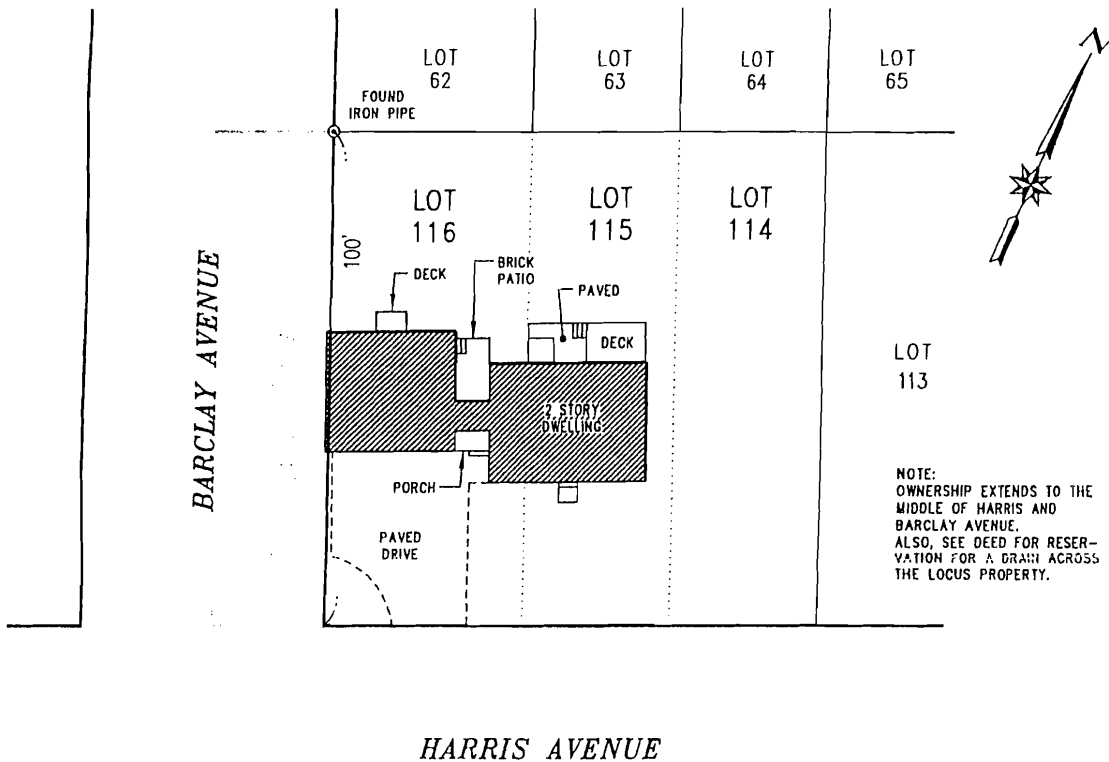 LOT
62
LOT
63
LOT
64
LOT
65
N
FOUND
IRON PIPE
LOT
116
LOT
115
LOT
114
100'
DECK
BRICK
PATIO
PAVED
DECK
LOT
113
BARCLAY AVENUE
2 STORY
DWELLING
PORCH
PAVED
DRIVE
NOTE:
OWNERSHIP EXTENDS TO THE
MIDDLE OF HARRIS AND
BARCLAY AVENUE.
ALSO, SEE DEED FOR RESER-
VATION FOR A DRAIN ACROSS
THE LOCUS PROPERTY.
HARRIS AVENUE